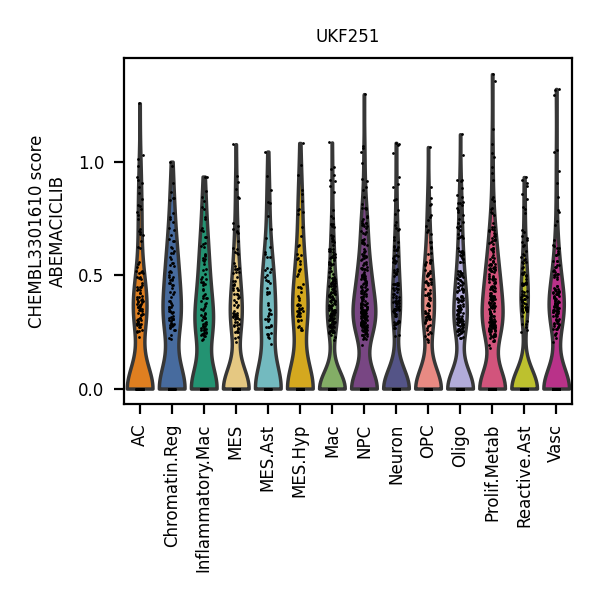 UKF251
CHEMBL3301610 score
ABEMACICLIB
1.0
0.5
0.0
AC
Chromatin.Reg
Inflammatory.Mac
MES
MES.Ast
MES.Hyp
Mac
NPC
Neuron
OPC
Oligo
Prolif.Metab
Reactive.Ast
Vasc